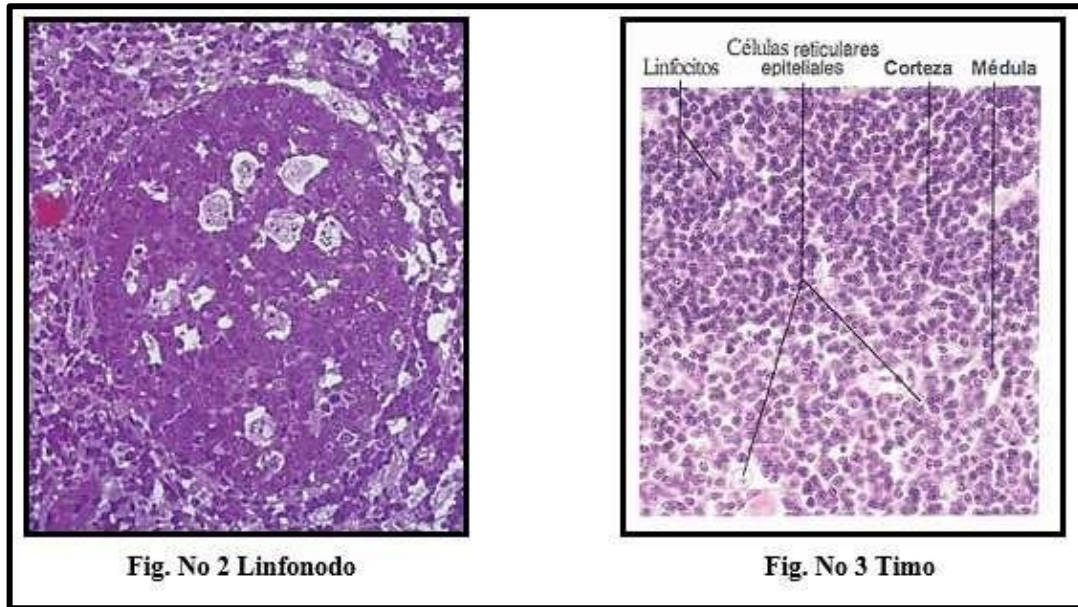 Células reticulares
Linfocitos epiteliales Corteza Médula
Fig. No 2 Linfonodo
Fig. No 3 Timo